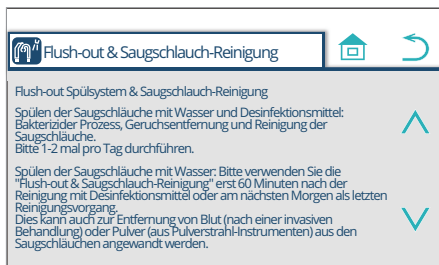 Flush-out & Saugschlauch-Reinigung
Flush-out Spülsystem & Saugschlauch-Reinigung
Spülen der Saugschläuche mit Wasser und Desinfektionsmittel:
Bakterizider Prozess, Geruchsentfernung und Reinigung der
Saugschläuche.
Bitte 1-2 mal pro Tag durchführen.
Spülen der Saugschläuche mit Wasser: Bitte verwenden Sie die
"Flush-out & Saugschlauch-Reinigung" erst 60 Minuten nach der
Reinigung mit Desinfektionsmittel oder am nächsten Morgen als letzten
Reinigungsvorgang.
Dies kann auch zur Entfernung von Blut (nach einer invasiven
Behandlung) oder Pulver (aus Pulverstrahl-Instrumenten) aus den
Saugschläuchen angewandt werden.